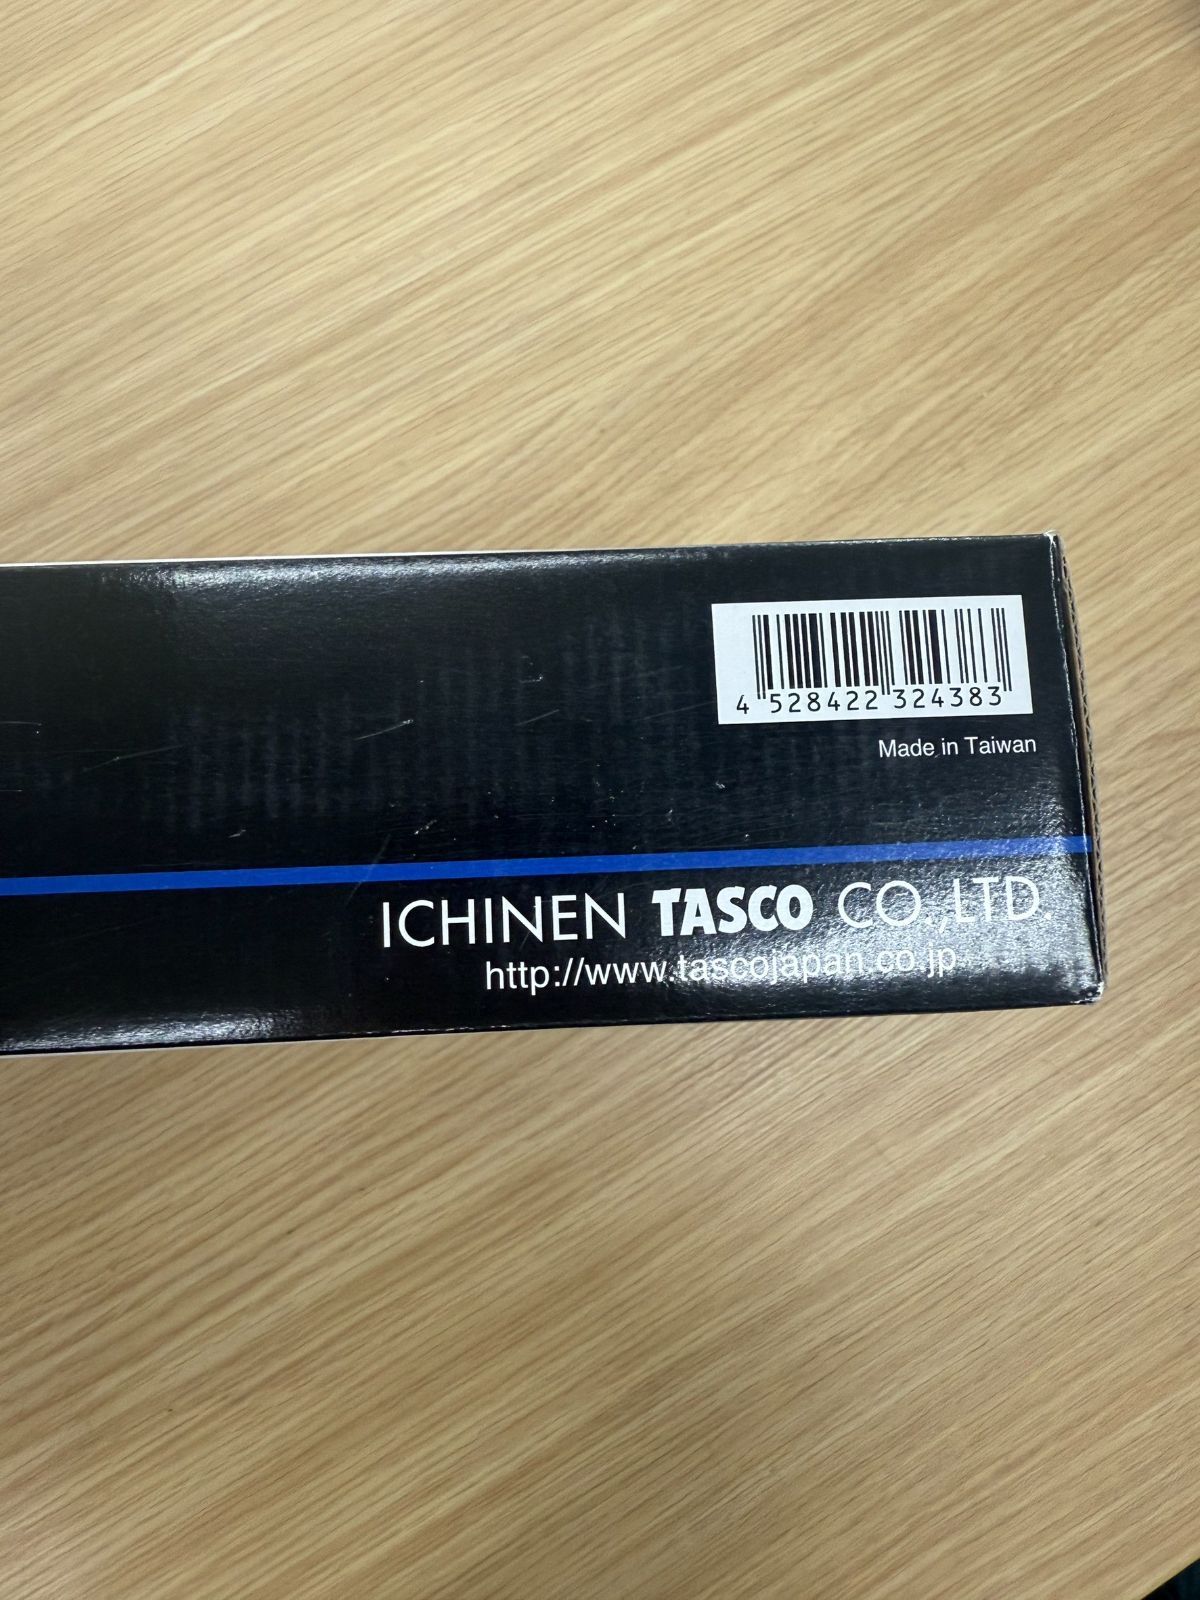 4 528422 324383
Made in Taiwan
ICHINEN TASCO CO.,LTD.
http://www.tascojapan.co.jp